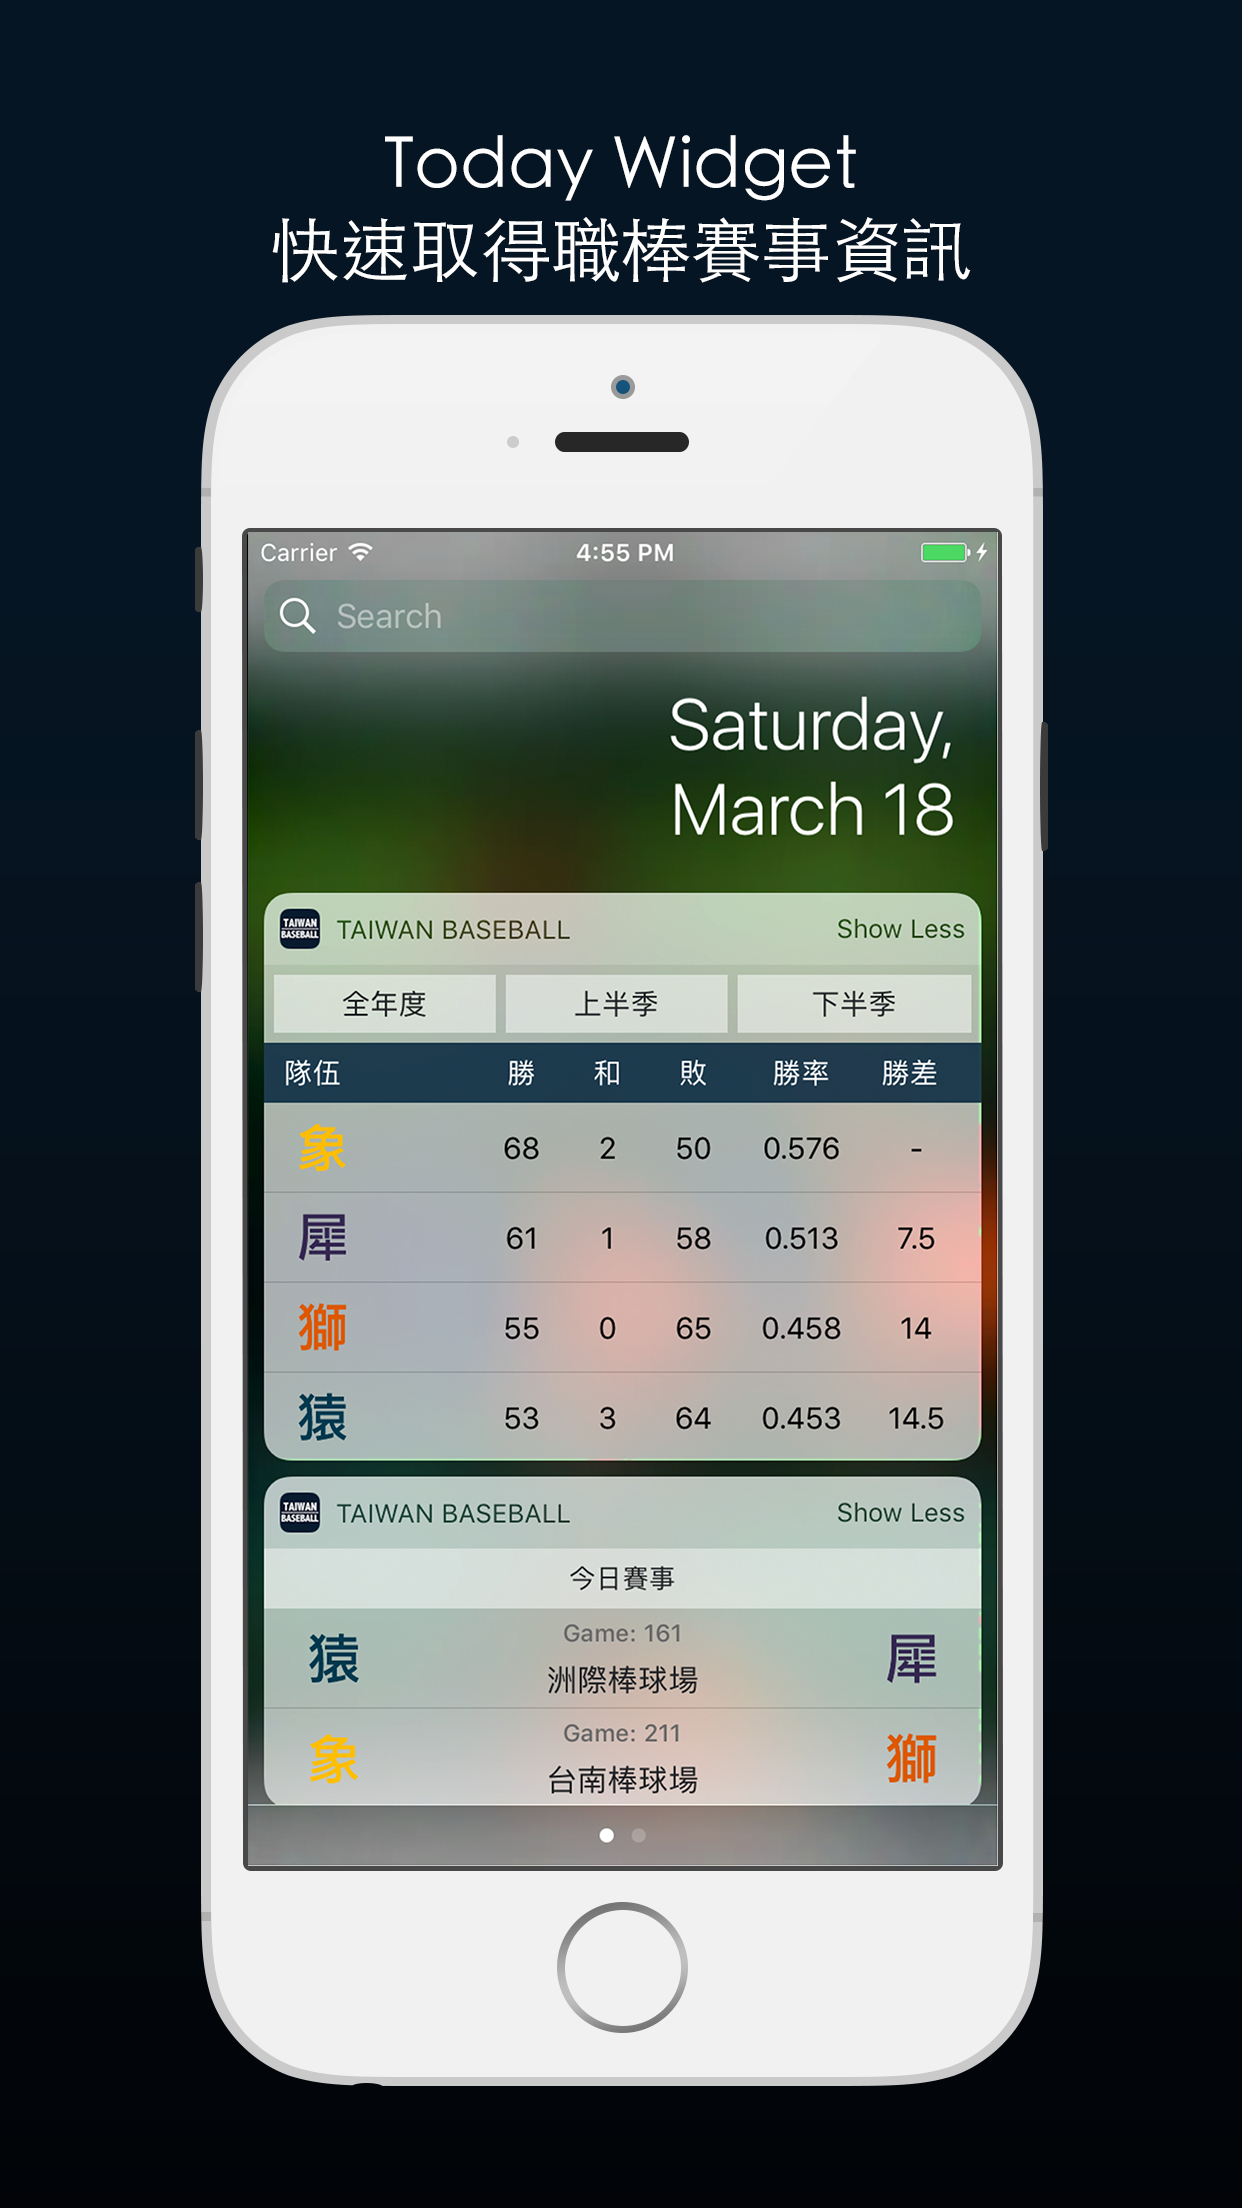 Today Widget
快速取得職棒賽事資訊
Carrier 4:55 PM
Search
Saturday,
March 18
TAIWAN BASEBALL TAIWAN BASEBALL Show Less
全年度 上半季 下半季
隊伍 勝 和 敗 勝率 勝差
象 68 2 50 0.576 -
犀 61 1 58 0.513 7.5
獅 55 0 65 0.458 14
猿 53 3 64 0.453 14.5
TAIWAN BASEBALL TAIWAN BASEBALL Show Less
今日賽事
Game: 161
猿 洲際棒球場 犀
Game: 211
象 台南棒球場 獅